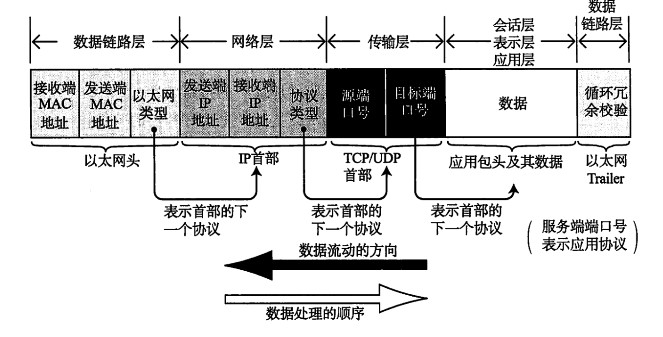 数据链路层
网络层
传输层
会话层
表示层
应用层
数据
链路层
接收端
MAC
地址
发送端
MAC
地址
以太网
类型
发送端
IP
地址
接收端
IP
地址
协议
类型
源端
口号
目标端
口号
数据
循环冗
余校验
以太网头
IP首部
TCP/UDP
首部
应用包头及其数据
以太网
Trailer
表示首部的下
一个协议
表示首部的
下一个协议
表示首部的
下一个协议
(服务端端口号
表示应用协议)
数据流动的方向
数据处理的顺序